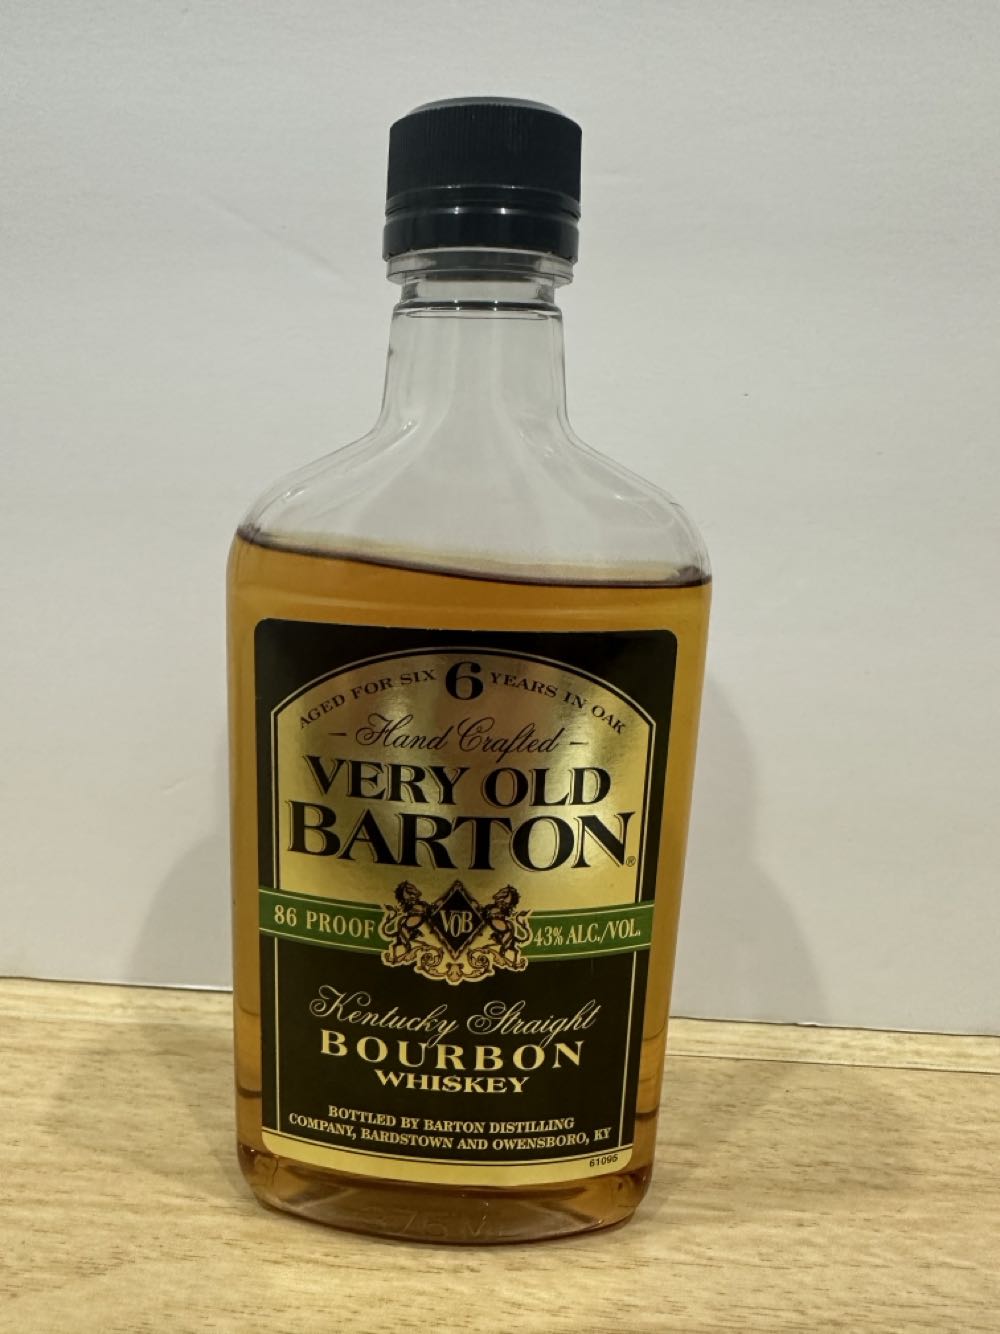 AGED FOR SIX 6 YEARS IN OAK
- Hand Crafted -
VERY OLD
BARTON®
86 PROOF VOB 43% ALC./VOL.
Kentucky Straight
BOURBON
WHISKEY
BOTTLED BY BARTON DISTILLING
COMPANY, BARDSTOWN AND OWENSBORO, KY
61095
375 M